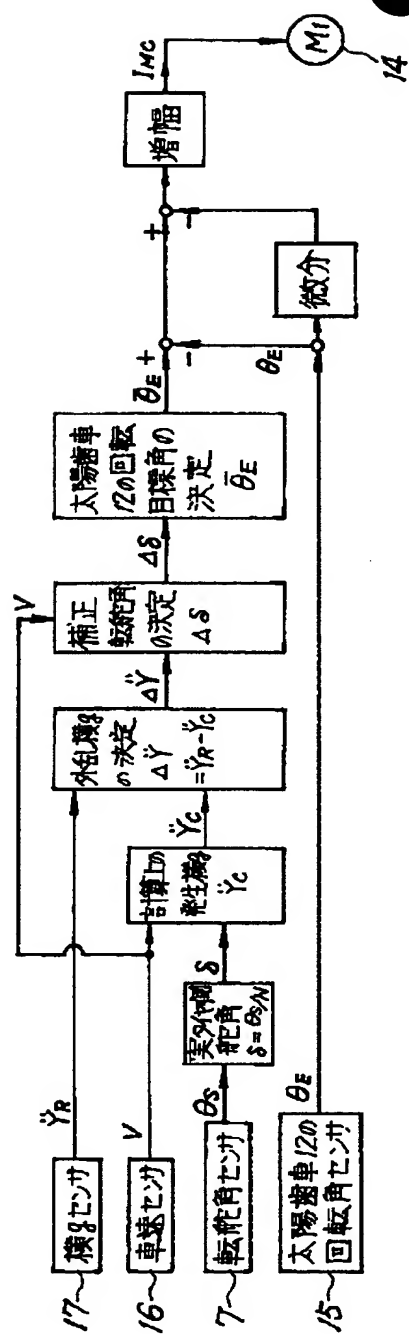 横gセンサ
17
ŸR
車速センサ
16
V
転舵角センサ
7
θS
太陽歯車12の
回転角センサ
15
θE
実タイヤ切
舵角
δ=θS/N
δ
計算上の
発生横g
ŸC
ŸC
外乱横g
の決定
ΔŸ
=ŸR-ŸC
ΔŸ
V
補正
転舵角
の決定
Δδ
Δδ
太陽歯車
12の回転
目標角の
決定
θ̄E
θ̄E
+
-
θE
微分
+
-
増幅
IMC
M1
14